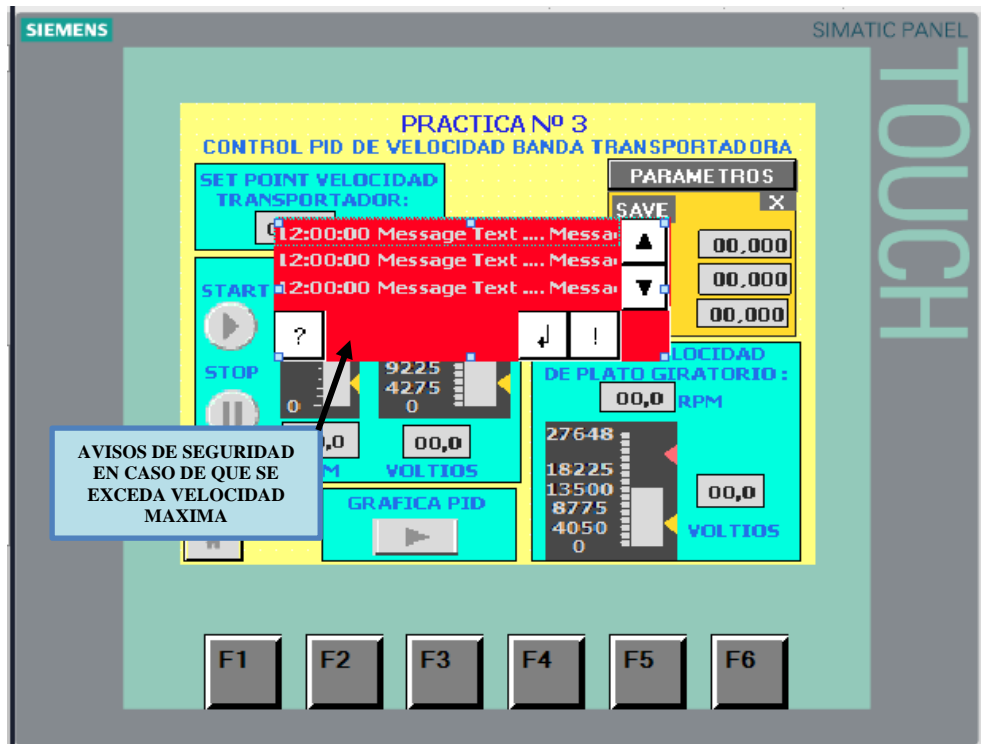 SIEMENS
SIMATIC PANEL
TOUCH
PRACTICA Nº 3
CONTROL PID DE VELOCIDAD BANDA TRANSPORTADORA
SET POINT VELOCIDAD
TRANSPORTADOR:
PARAMETROS
SAVE
X
12:00:00 Message Text .... Messa
12:00:00 Message Text .... Messa
12:00:00 Message Text .... Messa
? !
00,000
00,000
00,000
START
STOP
0
9225
4275
0
,0
00,0
VOLTIOS
GRAFICA PID
LOCIDAD
DE PLATO GIRATORIO :
00,0 RPM
27648
18225
13500
8775
4050
0
00,0
VOLTIOS
AVISOS DE SEGURIDAD
EN CASO DE QUE SE
EXCEDA VELOCIDAD
MAXIMA
F1 F2 F3 F4 F5 F6